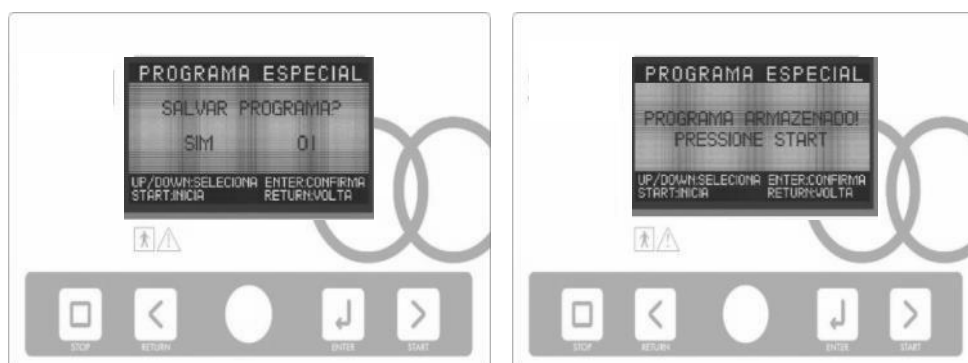 PROGRAMA ESPECIAL
SALVAR PROGRAMA?
SIM 01
UP/DOWN:SELECIONA ENTER:CONFIRMA
START:INICIA RETURN:VOLTA
STOP RETURN ENTER START
PROGRAMA ESPECIAL
PROGRAMA ARMAZENADO!
PRESSIONE START
UP/DOWN:SELECIONA ENTER:CONFIRMA
START:INICIA RETURN:VOLTA
STOP RETURN ENTER START